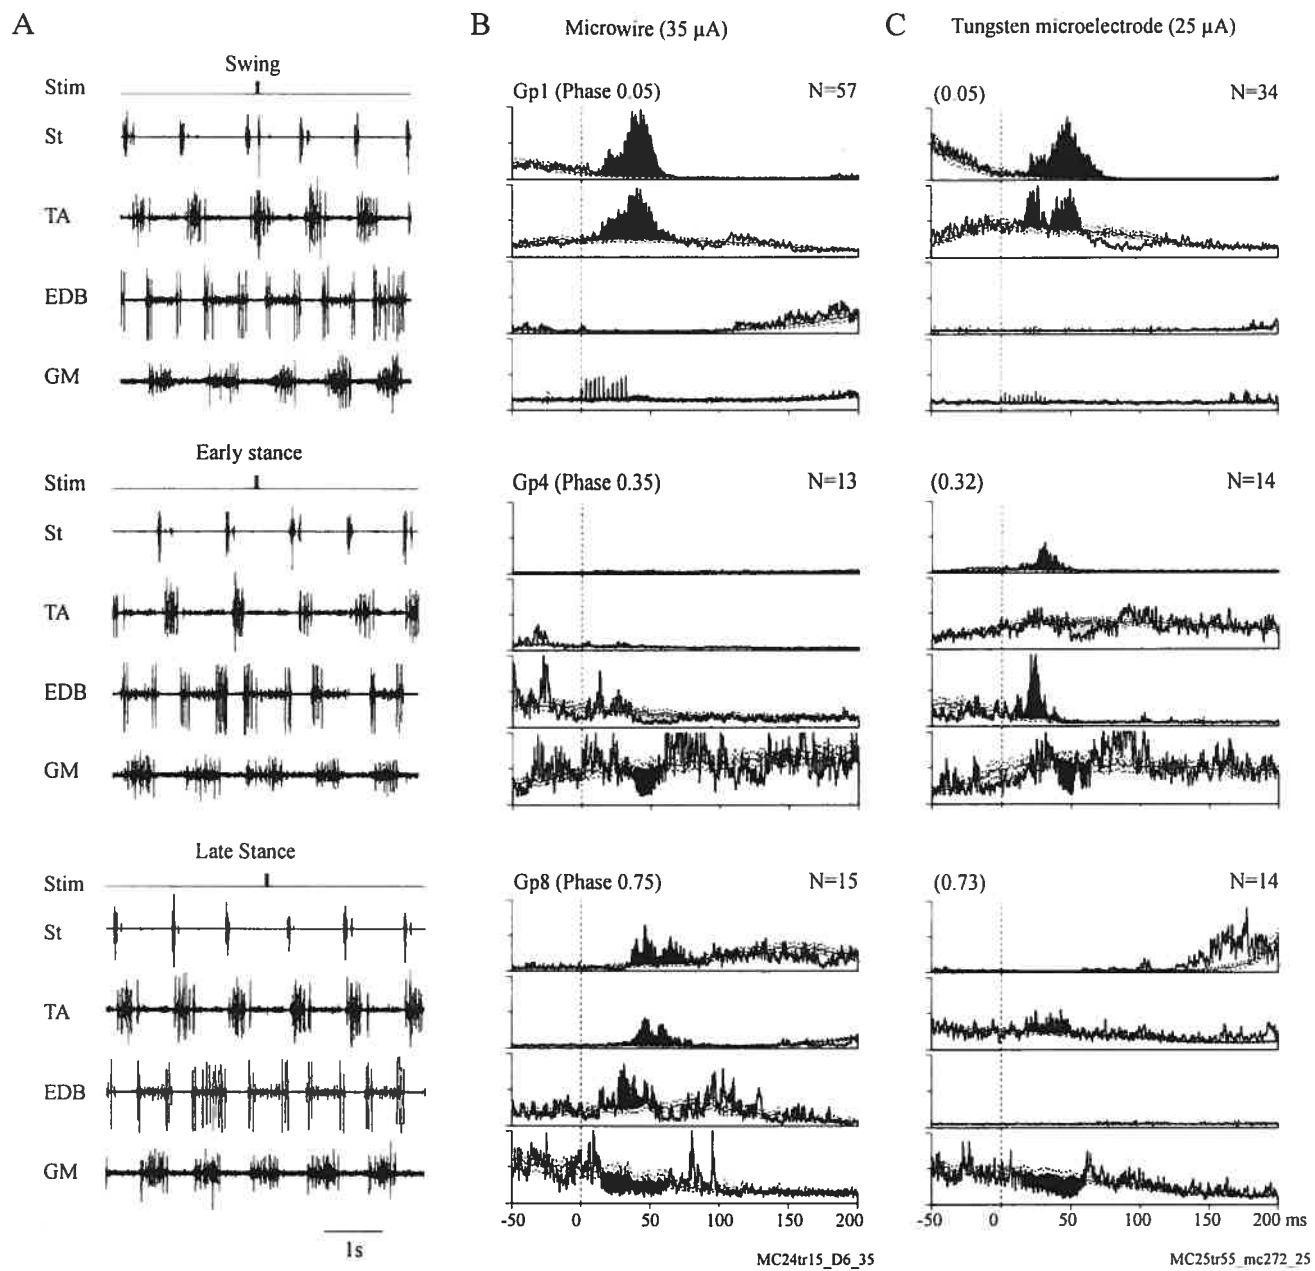 A
B
Microwire (35 µA)
C
Tungsten microelectrode (25 µA)
Swing
Stim
St
TA
EDB
GM
Gp1 (Phase 0.05)
N=57
(0.05)
N=34
Early stance
Stim
St
TA
EDB
GM
Gp4 (Phase 0.35)
N=13
(0.32)
N=14
Late Stance
Stim
St
TA
EDB
GM
1s
Gp8 (Phase 0.75)
N=15
(0.73)
N=14
-50 0 50 100 150 200
-50 0 50 100 150 200 ms
MC24tr15_D6_35
MC25tr55_mc272_25